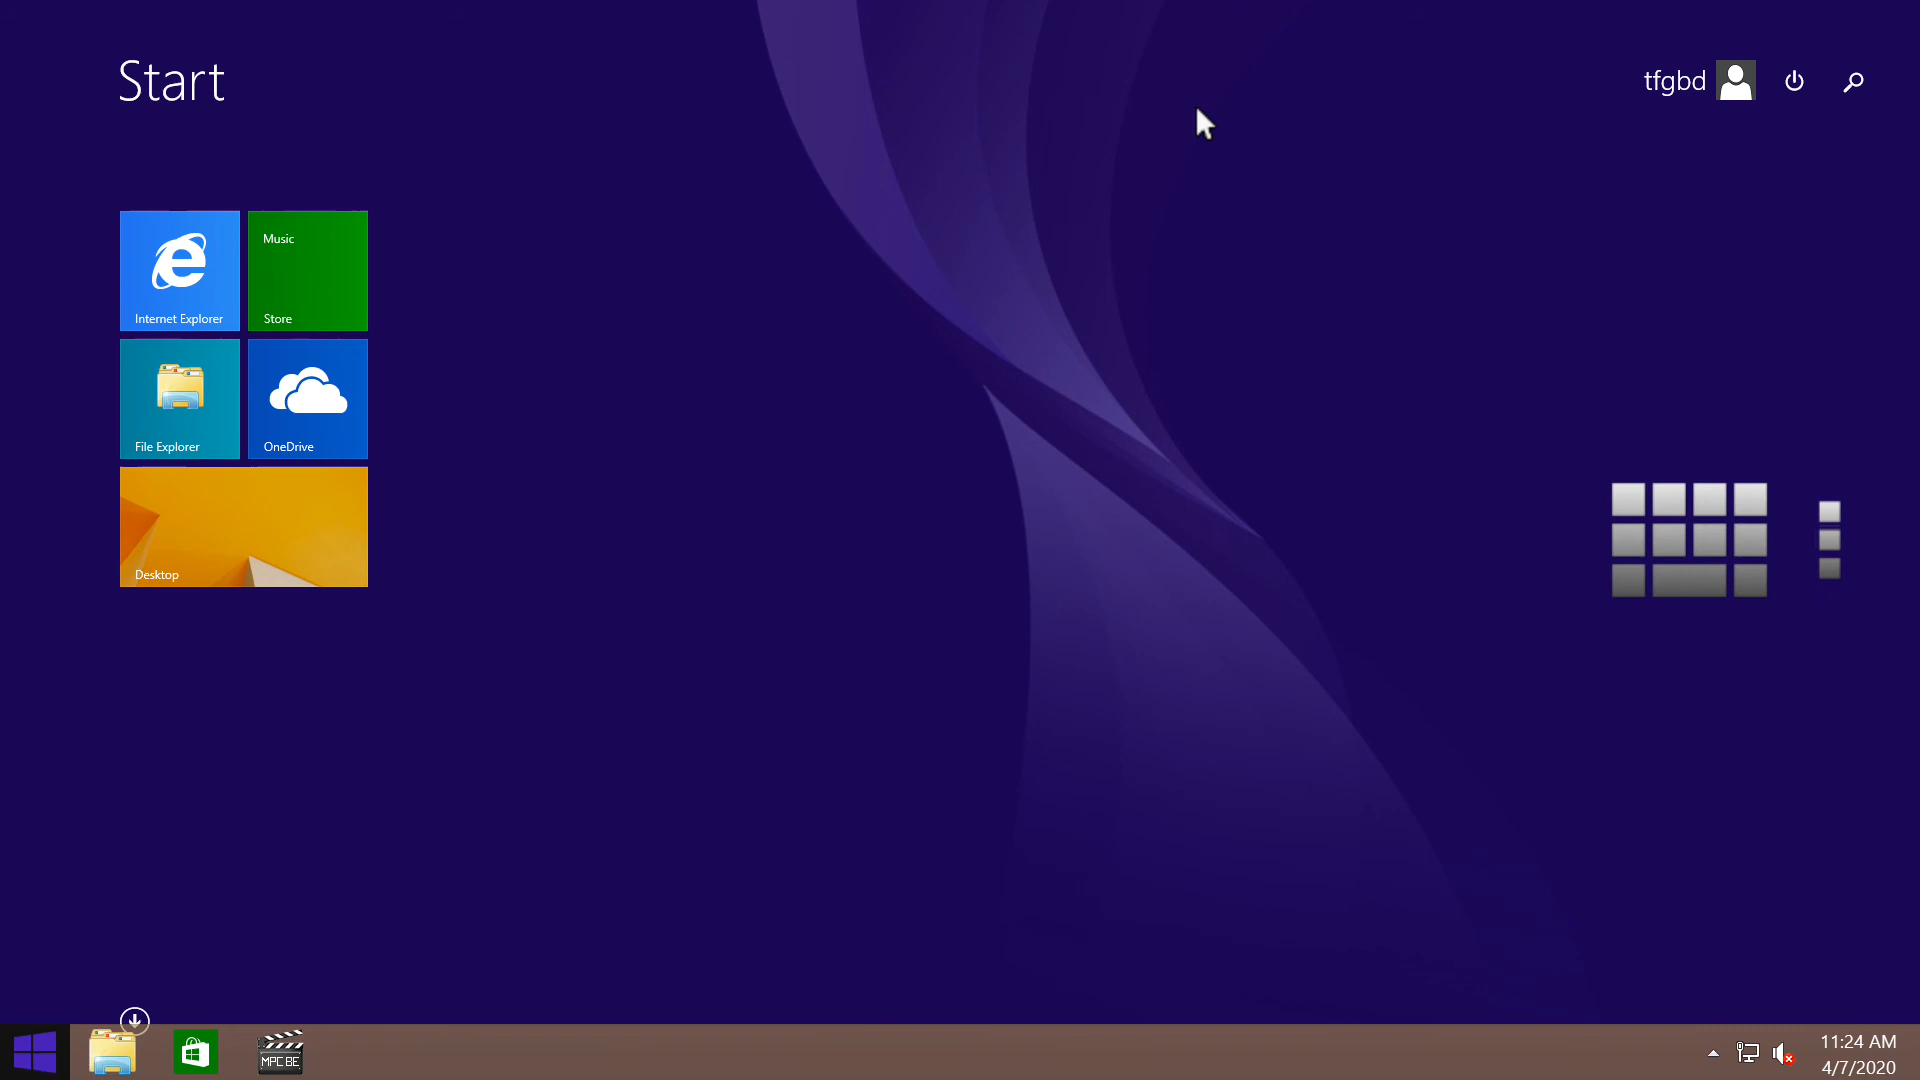 Start
tfgbd
Internet Explorer
Music
Store
File Explorer
OneDrive
Desktop
MPC BE
11:24 AM
4/7/2020